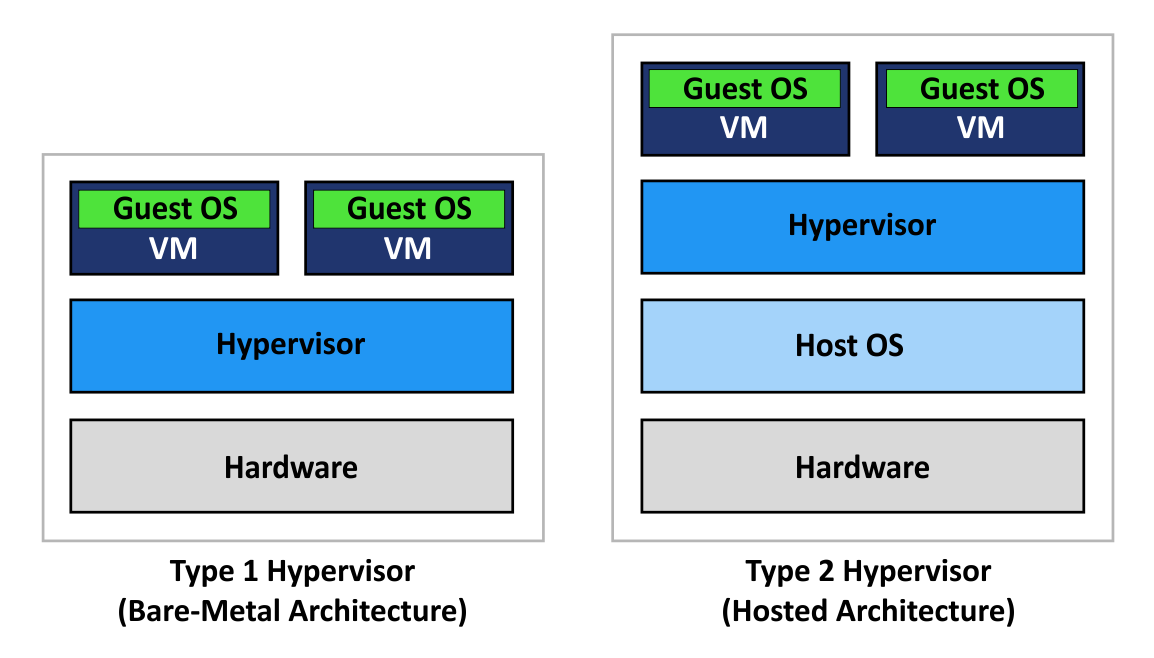 Guest OS
VM
Guest OS
VM
Hypervisor
Hardware
Type 1 Hypervisor
(Bare-Metal Architecture)
Guest OS
VM
Guest OS
VM
Hypervisor
Host OS
Hardware
Type 2 Hypervisor
(Hosted Architecture)